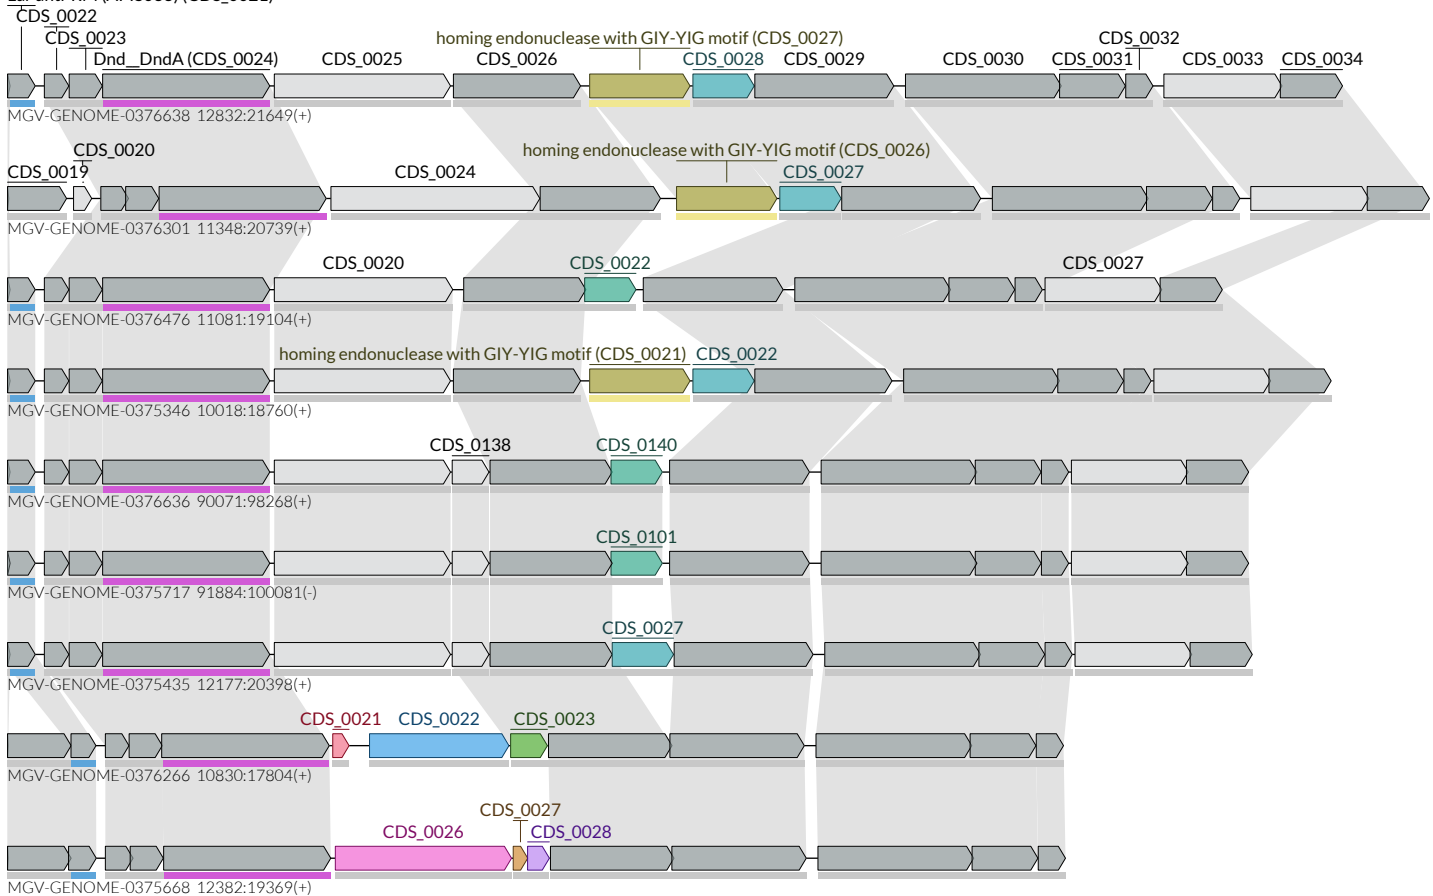 CDS_0022
CDS_0023 homing endonuclease with GIY-YIG motif (CDS_0027) CDS_0032
Dnd__DndA (CDS_0024) CDS_0025 CDS_0026 CDS_0028 CDS_0029 CDS_0030 CDS_0031 CDS_0033 CDS_0034
MGV-GENOME-0376638 12832:21649(+)
CDS_0020 homing endonuclease with GIY-YIG motif (CDS_0026)
CDS_0019 CDS_0024 CDS_0027
MGV-GENOME-0376301 11348:20739(+)
CDS_0020 CDS_0022 CDS_0027
MGV-GENOME-0376476 11081:19104(+)
homing endonuclease with GIY-YIG motif (CDS_0021) CDS_0022
MGV-GENOME-0375346 10018:18760(+)
CDS_0138 CDS_0140
MGV-GENOME-0376636 90071:98268(+)
CDS_0101
MGV-GENOME-0375717 91884:100081(-)
CDS_0027
MGV-GENOME-0375435 12177:20398(+)
CDS_0021 CDS_0022 CDS_0023
MGV-GENOME-0376266 10830:17804(+)
CDS_0027
CDS_0026 CDS_0028
MGV-GENOME-0375668 12382:19369(+)